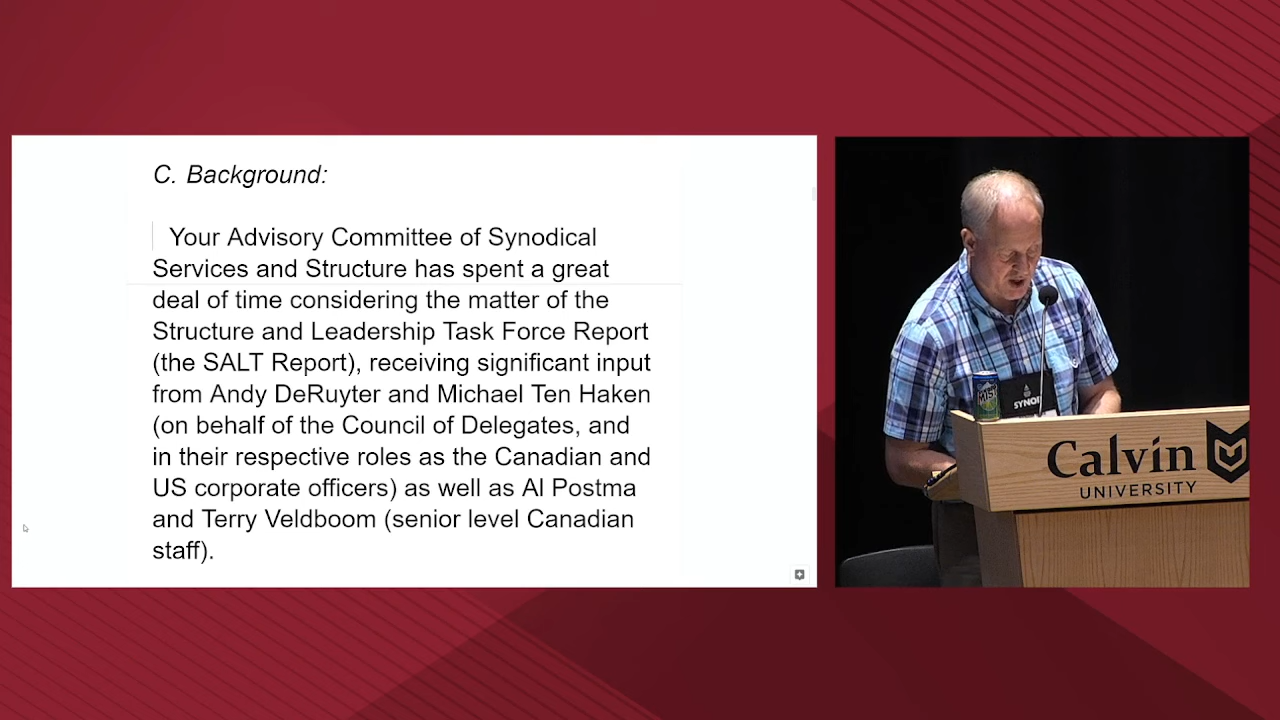 C. Background:
Your Advisory Committee of Synodical
Services and Structure has spent a great
deal of time considering the matter of the
Structure and Leadership Task Force Report
(the SALT Report), receiving significant input
from Andy DeRuyter and Michael Ten Haken
(on behalf of the Council of Delegates, and
in their respective roles as the Canadian and
US corporate officers) as well as Al Postma
and Terry Veldboom (senior level Canadian
staff).
MIST
Calvin
UNIVERSITY